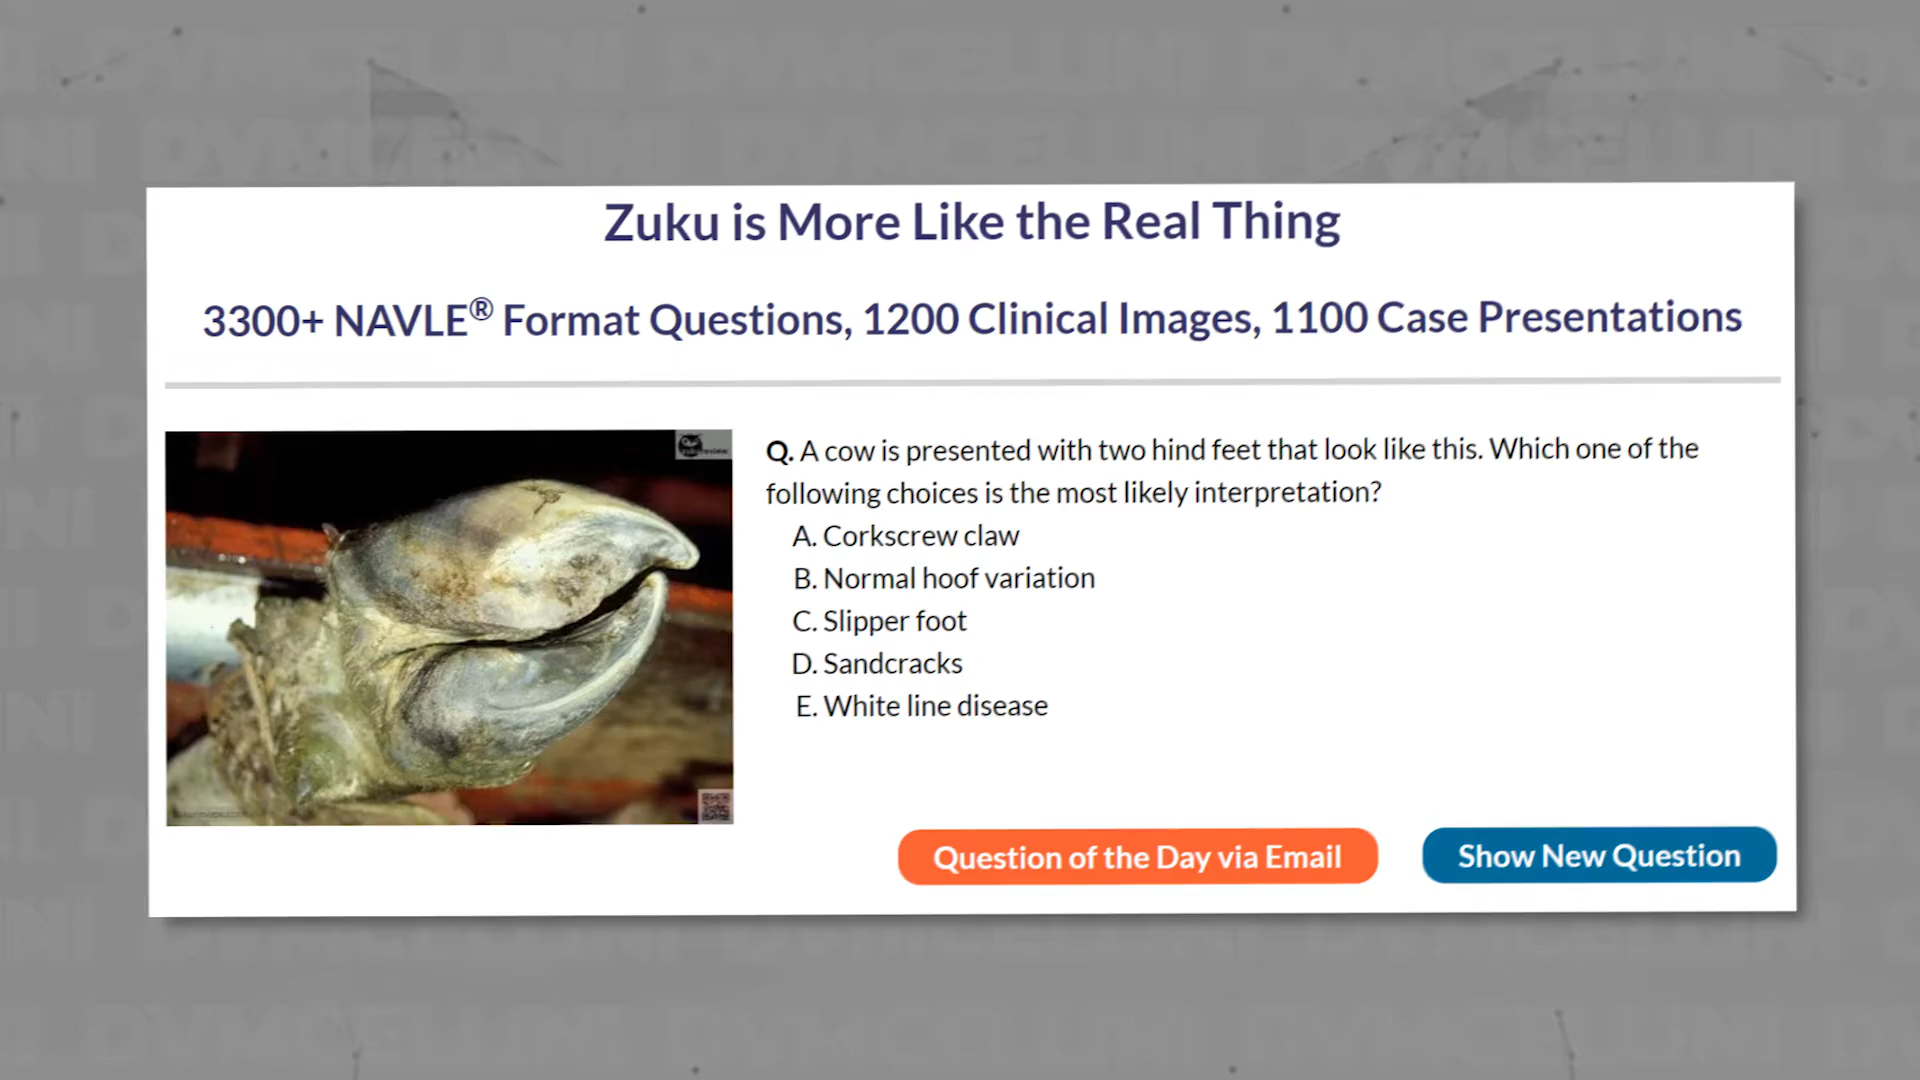 Zuku is More Like the Real Thing
3300+ NAVLE® Format Questions, 1200 Clinical Images, 1100 Case Presentations
Q. A cow is presented with two hind feet that look like this. Which one of the
following choices is the most likely interpretation?
A. Corkscrew claw
B. Normal hoof variation
C. Slipper foot
D. Sandcracks
E. White line disease
Question of the Day via Email
Show New Question